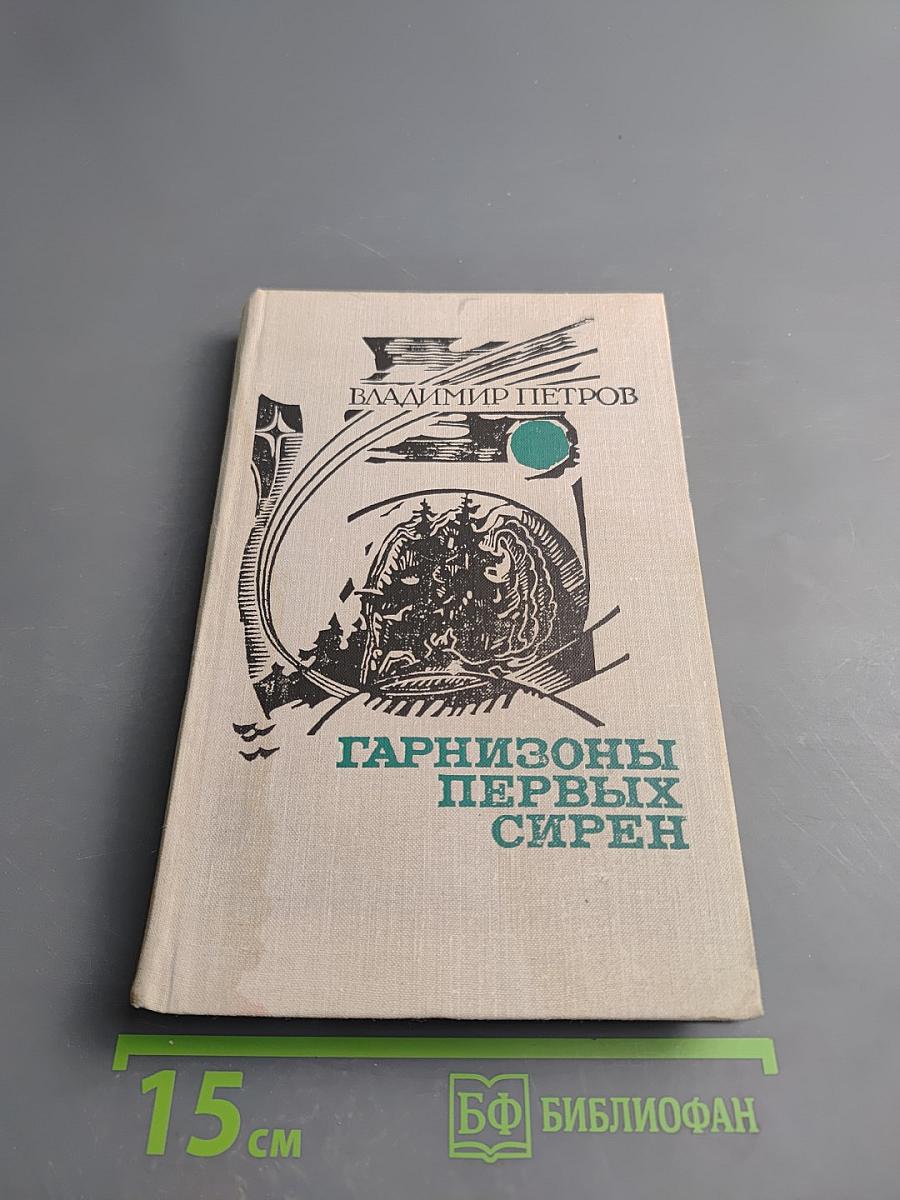 ВЛАДИМИР ПЕТРОВ
ГАРНИЗОНЫ
ПЕРВЫХ
СИРЕН
15 см
БФ БИБЛИОФАН